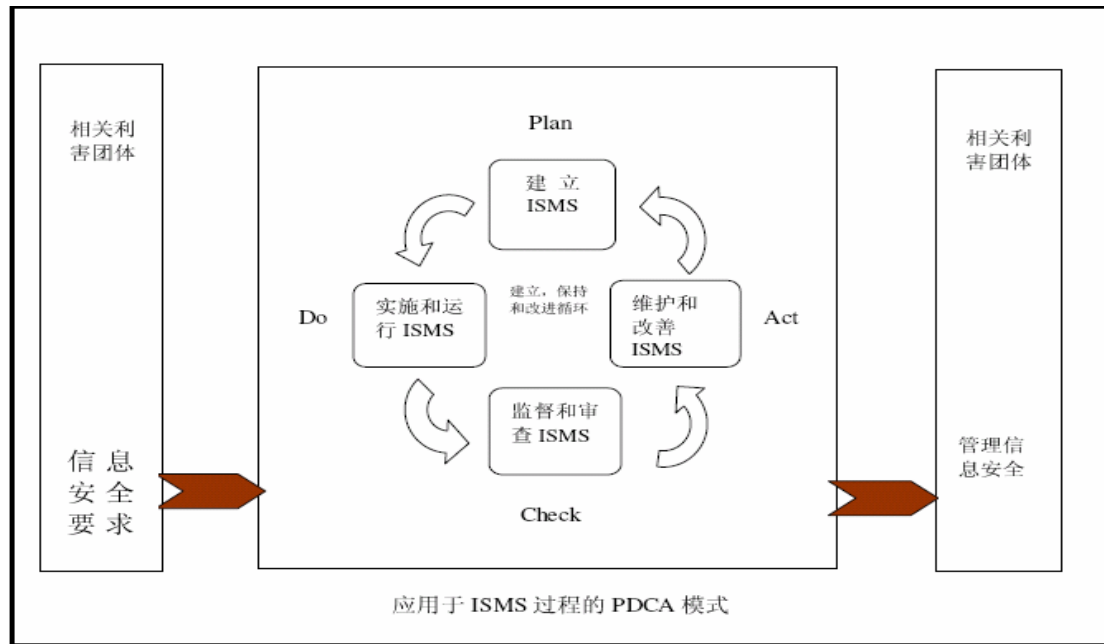 相关利
害团体
信 息
安 全
要 求
Plan
建 立
ISMS
Do
实施和运
行 ISMS
建立，保持
和改进循环
维护和
改善
ISMS
Act
监督和审
查 ISMS
Check
相关利
害团体
管理信
息安全
应用于 ISMS 过程的 PDCA 模式